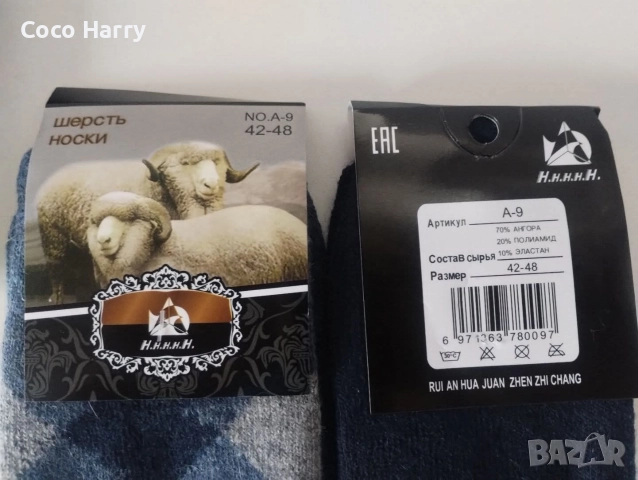 Coco Harry
шерсть
носки
NO.A-9
42-48
H.н.н.н.H.
EAC
H.н.н.н.H.
Артикул A-9
70% АНГОРА
20% ПОЛИАМИД
Состав сырья 10% ЭЛАСТАН
Размер 42-48
6 971363 780097
RUI AN HUA JUAN ZHEN ZHI CHANG
BAZAR